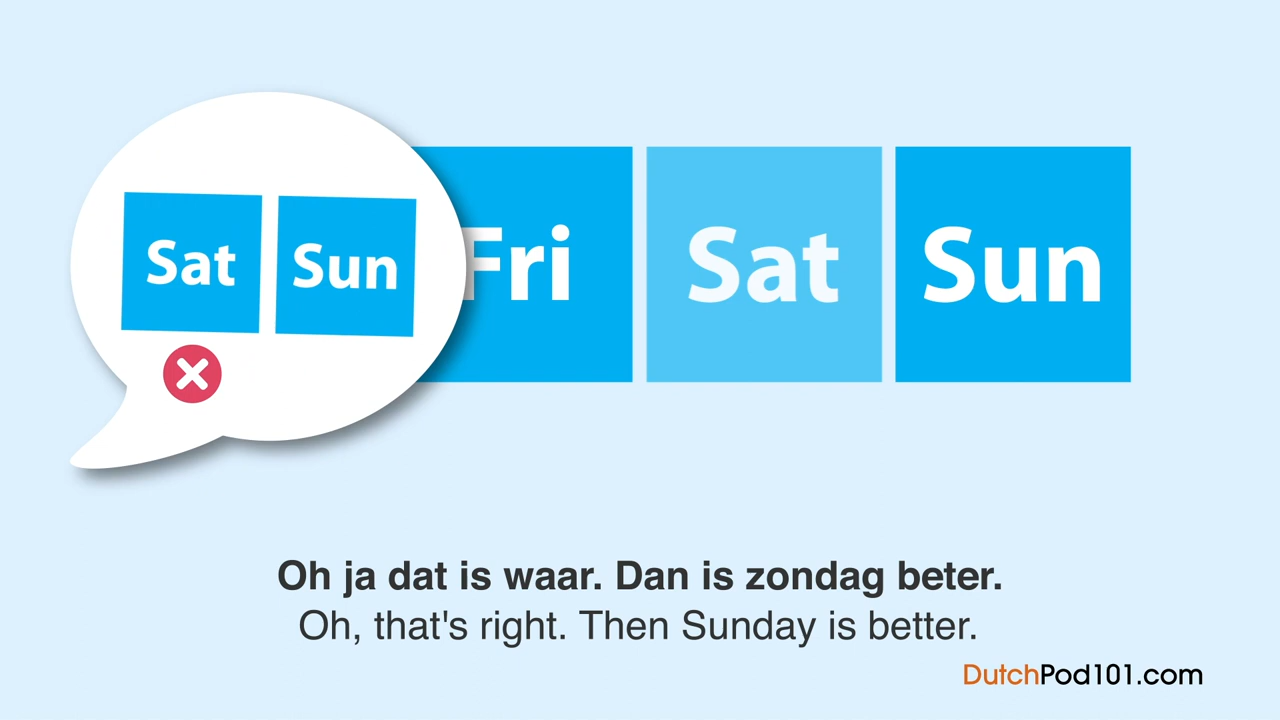 Sat Sun
Fri Sat Sun
Oh ja dat is waar. Dan is zondag beter.
Oh, that's right. Then Sunday is better.
DutchPod101.com